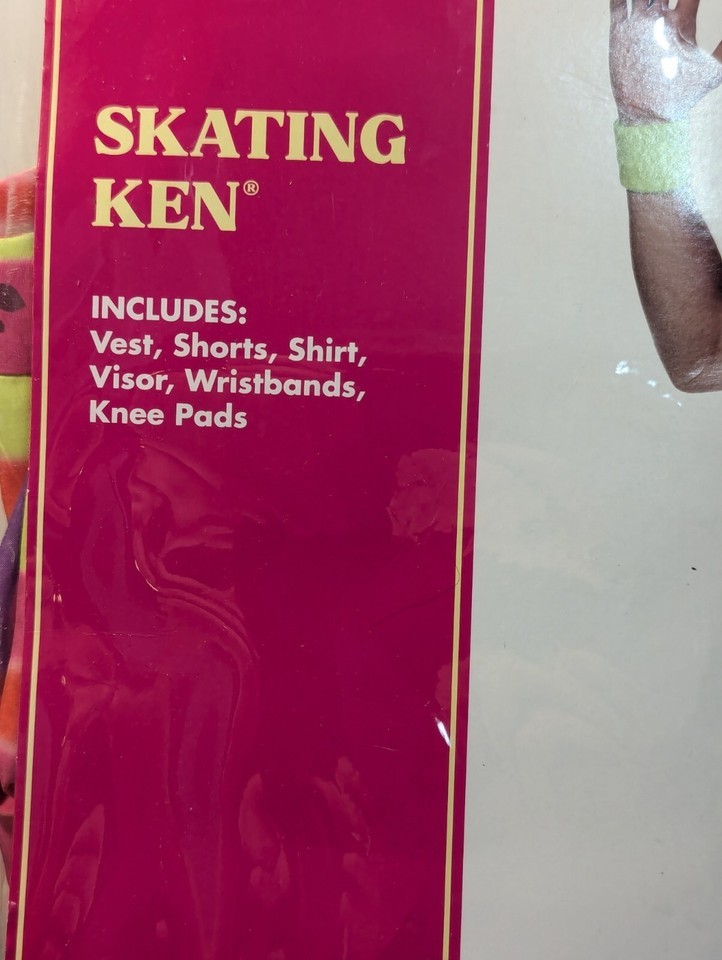 SKATING
KEN®
INCLUDES:
Vest, Shorts, Shirt,
Visor, Wristbands,
Knee Pads